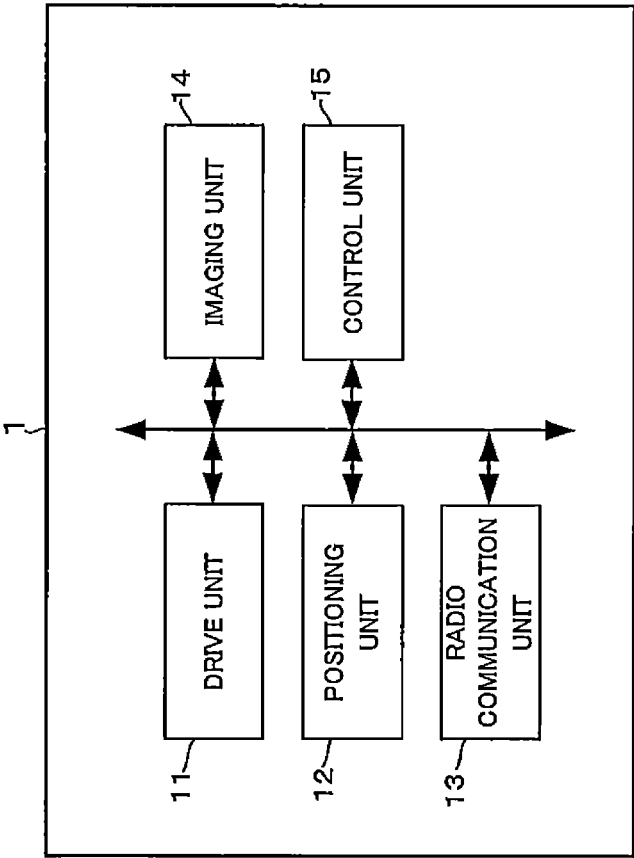 1
11
DRIVE UNIT
12
POSITIONING
UNIT
13
RADIO
COMMUNICATION
UNIT
14
IMAGING UNIT
15
CONTROL UNIT